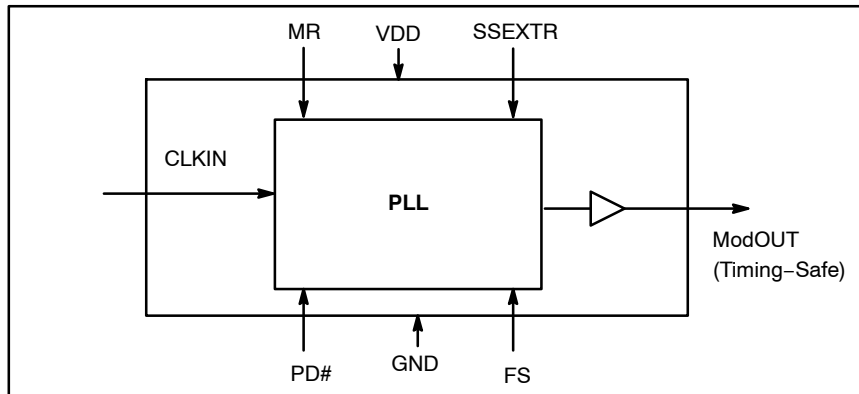 MR VDD SSEXTR
CLKIN
PLL
ModOUT
(Timing−Safe)
PD# GND FS